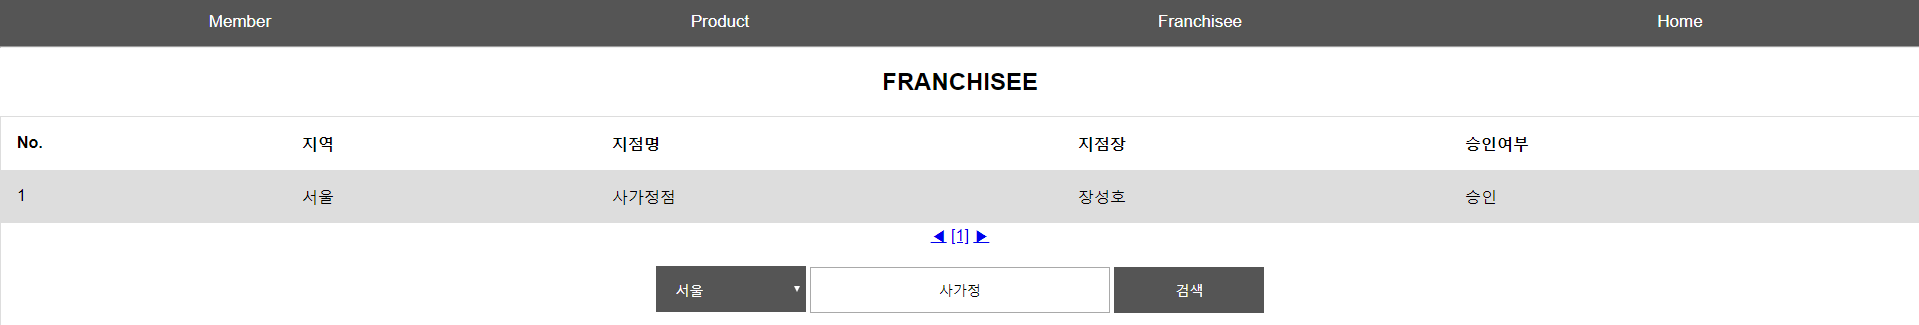 Member Product Franchisee Home
FRANCHISEE
No. 지역 지점명 지점장 승인여부
1 서울 사가정점 장성호 승인
◀ [1] ▶
서울 ▼ 사가정 검색